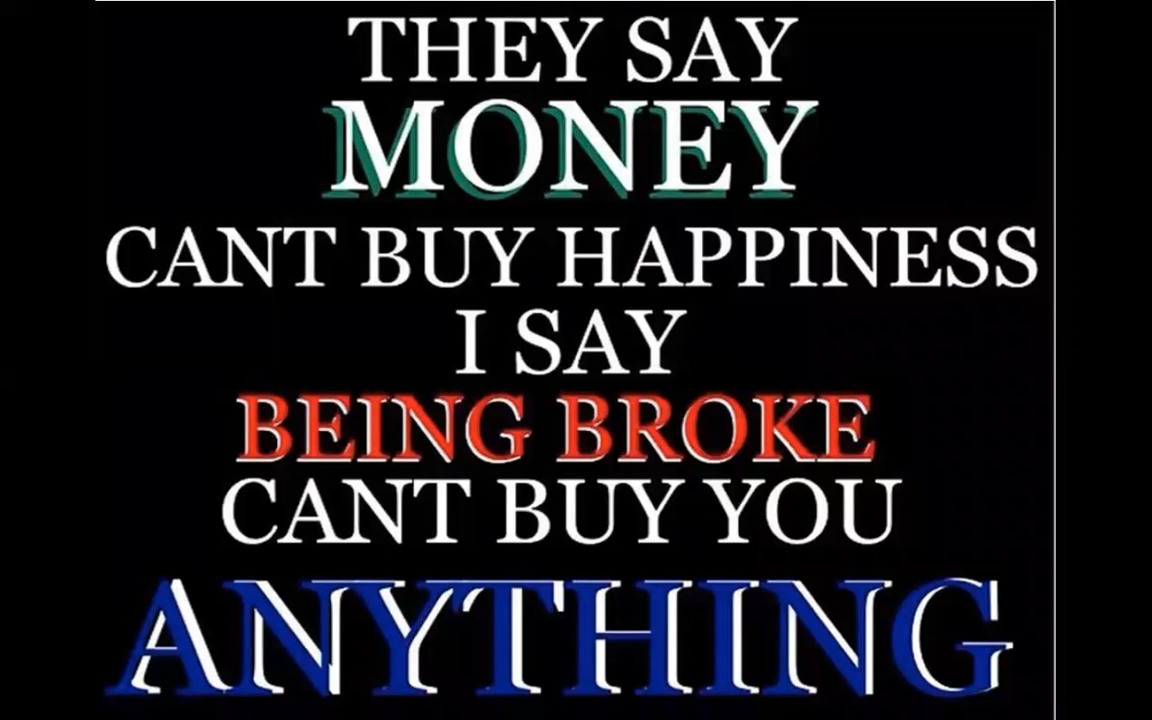 THEY SAY
MONEY
CANT BUY HAPPINESS
I SAY
BEING BROKE
CANT BUY YOU
ANYTHING